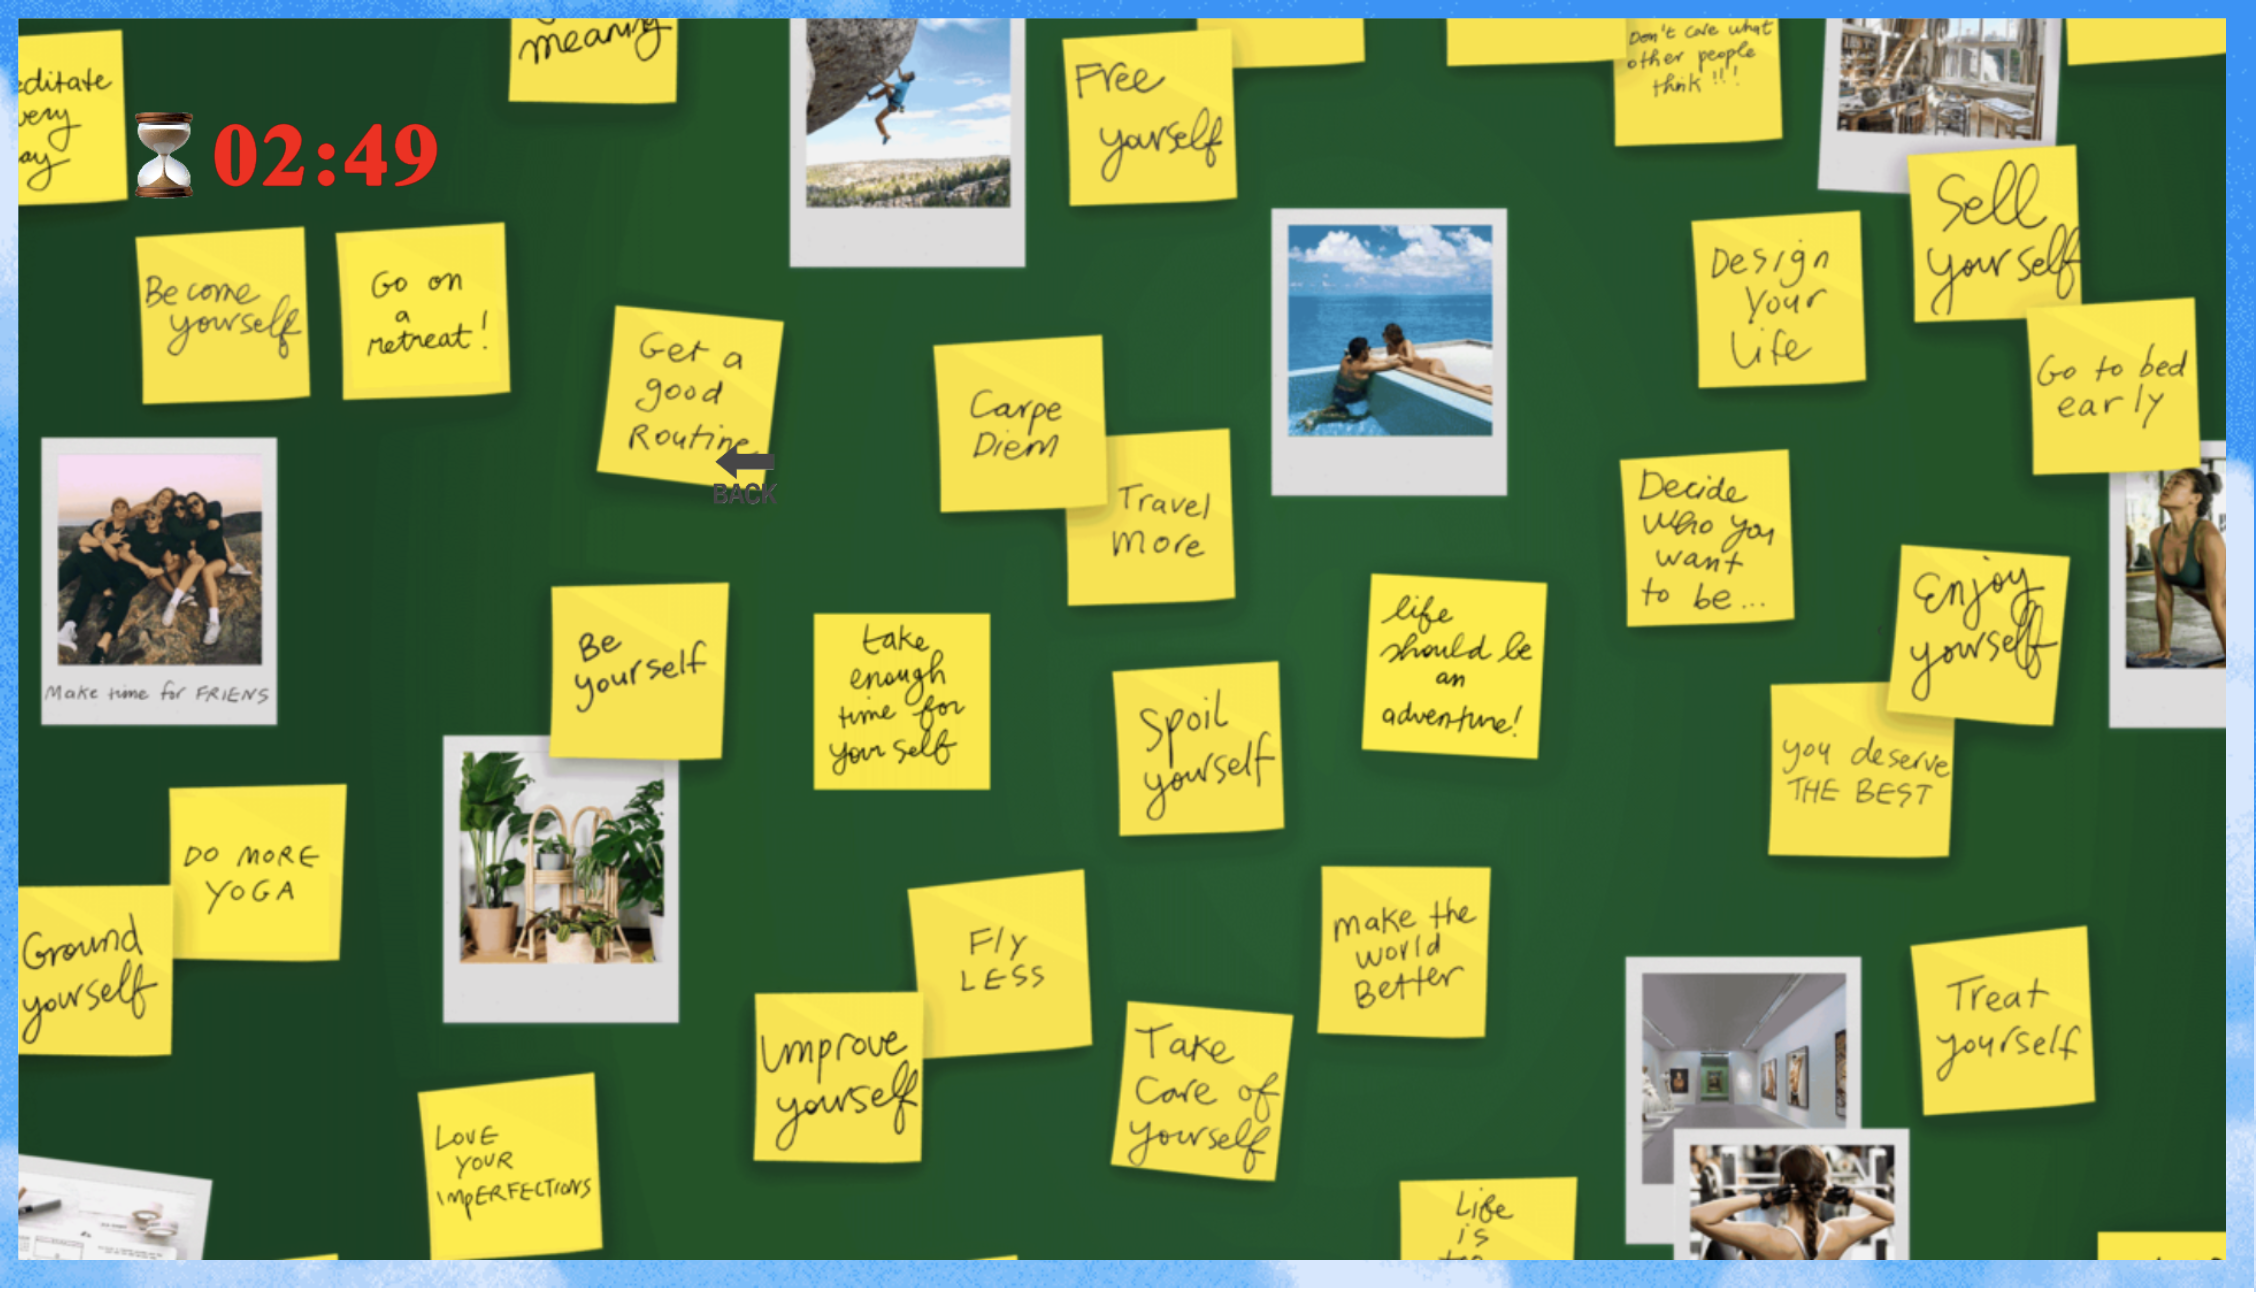 meaning
Don't care what
other people
think !!!
Free
yourself
editate
very
ay
02:49
Sell
yourself
Design
Your
Life
Become
yourself
Go on
a
retreat!
Get a
good
Routine
BACK
Carpe
Diem
Travel
More
Go to bed
early
Decide
Who you
want
to be...
Enjoy
yourself
Make time for FRIENS
Be
yourself
take
enough
time for
your self
life
should be
an
adventure!
Spoil
yourself
you deserve
THE BEST
DO MORE
YOGA
Ground
yourself
Fly
LESS
make the
world
Better
Treat
yourself
Improve
yourself
Take
Care of
yourself
LOVE
YOUR
IMPERFECTIONS
Life
is
too